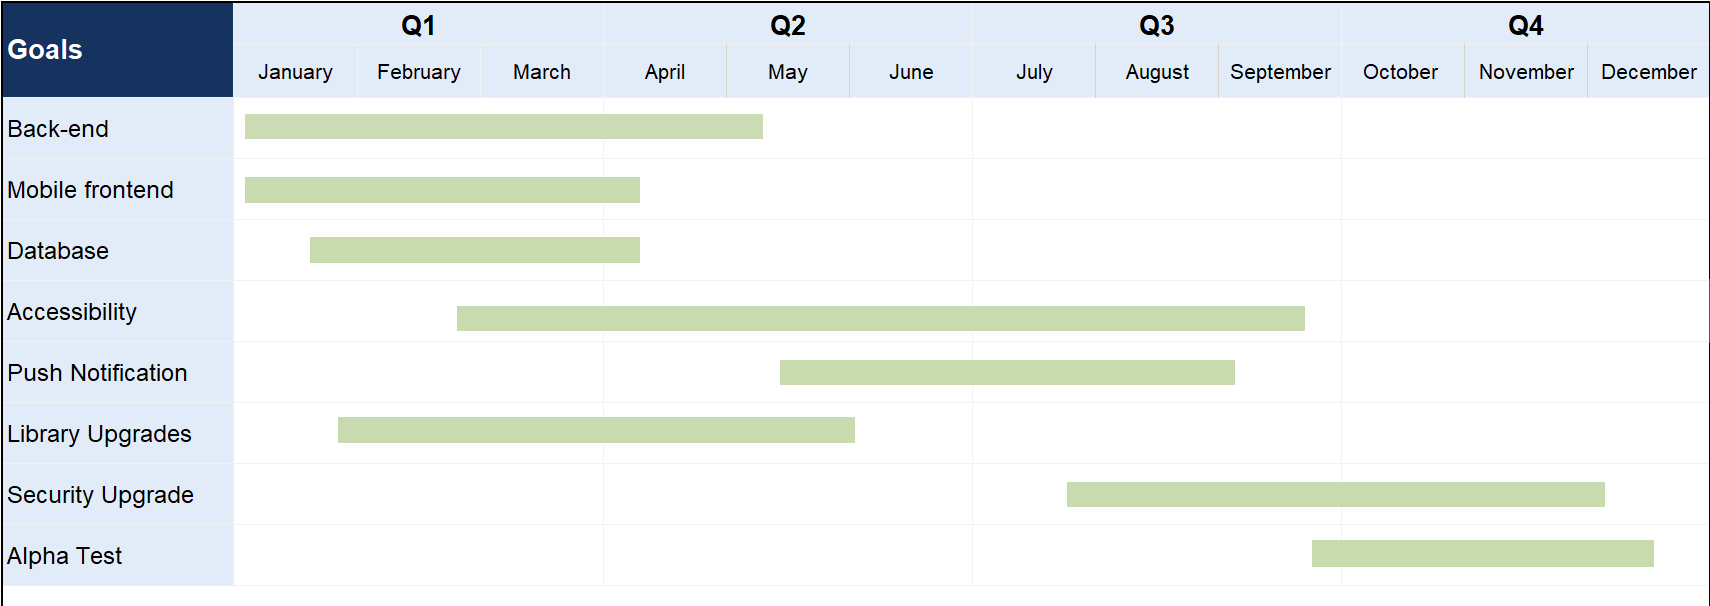 Goals
Q1 Q2 Q3 Q4
January February March April May June July August September October November December
Back-end
Mobile frontend
Database
Accessibility
Push Notification
Library Upgrades
Security Upgrade
Alpha Test